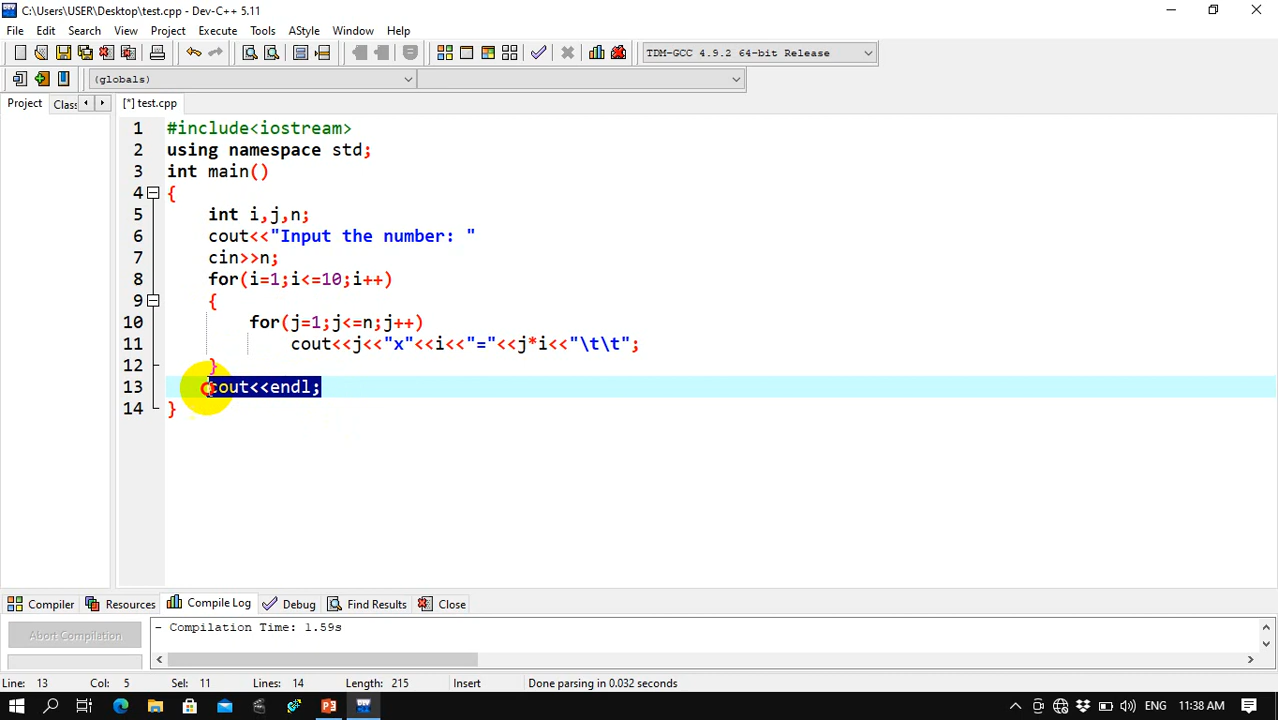 C:\Users\USER\Desktop\test.cpp - Dev-C++ 5.11
File Edit Search View Project Execute Tools AStyle Window Help
TDM-GCC 4.9.2 64-bit Release
(globals)
Project Clas [*] test.cpp
1 #include<iostream>
2 using namespace std;
3 int main()
4 {
5 int i,j,n;
6 cout<<"Input the number: "
7 cin>>n;
8 for(i=1;i<=10;i++)
9 {
10 for(j=1;j<=n;j++)
11 cout<<j<<"x"<<i<<"="<<j*i<<"\t\t";
12 }
13 cout<<endl;
14 }
Compiler Resources Compile Log Debug Find Results Close
Abort Compilation
- Compilation Time: 1.59s
Line: 13 Col: 5 Sel: 11 Lines: 14 Length: 215 Insert Done parsing in 0.032 seconds
DEV ENG 11:38 AM